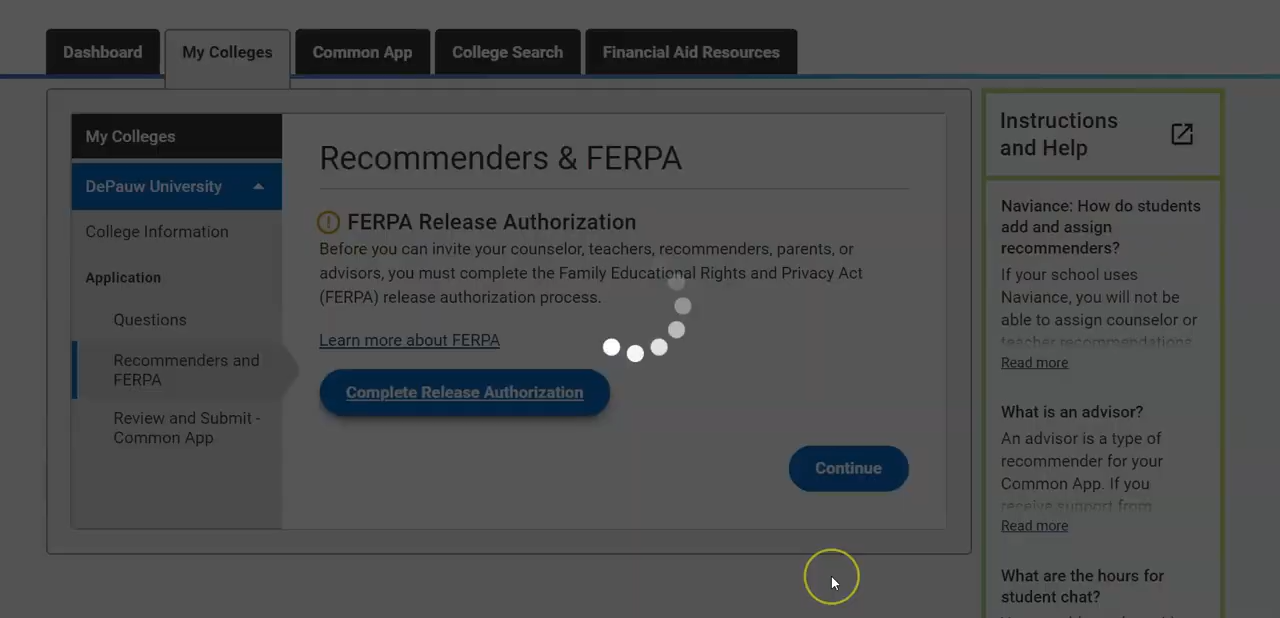 Dashboard
My Colleges
Common App
College Search
Financial Aid Resources
My Colleges
DePauw University
College Information
Application
Questions
Recommenders and
FERPA
Review and Submit -
Common App
Recommenders & FERPA
FERPA Release Authorization
Before you can invite your counselor, teachers, recommenders, parents, or
advisors, you must complete the Family Educational Rights and Privacy Act
(FERPA) release authorization process.
Learn more about FERPA
Complete Release Authorization
Continue
Instructions
and Help
Naviance: How do students
add and assign
recommenders?
If your school uses
Naviance, you will not be
able to assign counselor or
teacher recommendations
Read more
What is an advisor?
An advisor is a type of
recommender for your
Common App. If you
receive support from
Read more
What are the hours for
student chat?